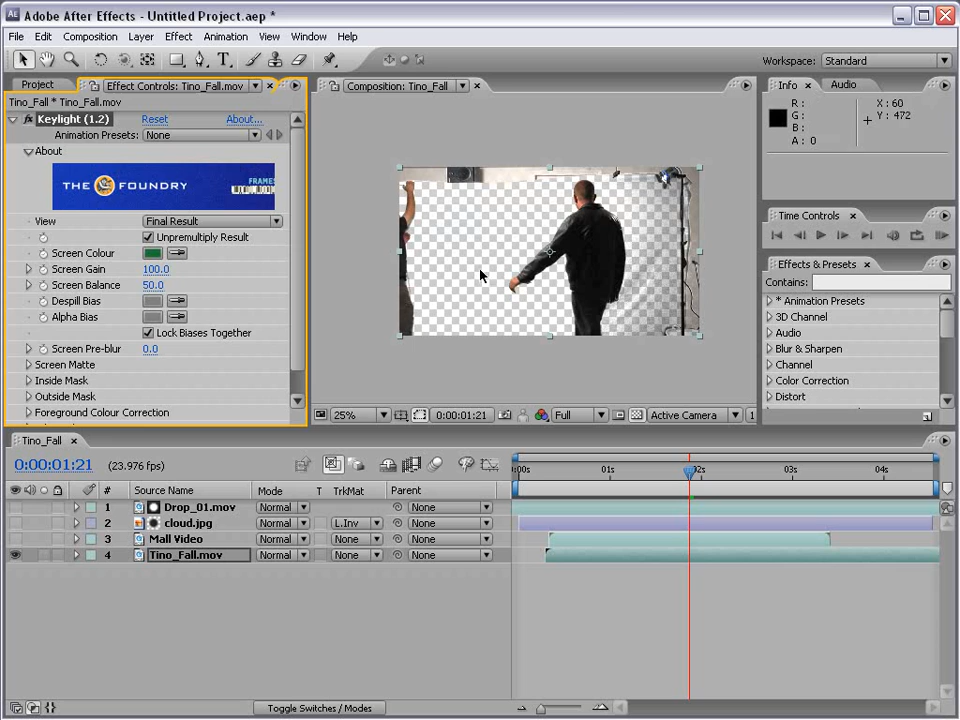 Adobe After Effects - Untitled Project.aep *
File Edit Composition Layer Effect Animation View Window Help
Workspace: Standard
Project
Effect Controls: Tino_Fall.mov
Composition: Tino_Fall
Info Audio
Tino_Fall * Tino_Fall.mov
Keylight (1.2) Reset About...
Animation Presets: None
About
THE FOUNDRY
FRAMES
View Final Result
Unpremultiply Result
Screen Colour
Screen Gain 100.0
Screen Balance 50.0
Despill Bias
Alpha Bias
Lock Biases Together
Screen Pre-blur 0.0
Screen Matte
Inside Mask
Outside Mask
Foreground Colour Correction
R : X : 60
G : Y : 472
B :
A : 0
Time Controls
Effects & Presets
Contains:
* Animation Presets
3D Channel
Audio
Blur & Sharpen
Channel
Color Correction
Distort
25% 0:00:01:21 Full Active Camera 1
Tino_Fall
0:00:01:21 (23.976 fps)
:00s 01s 02s 03s 04s
# Source Name Mode T TrkMat Parent
1 Drop_01.mov Normal None
2 cloud.jpg Normal L.Inv None
3 Mall Video Normal None None
4 Tino_Fall.mov Normal None None
Toggle Switches / Modes